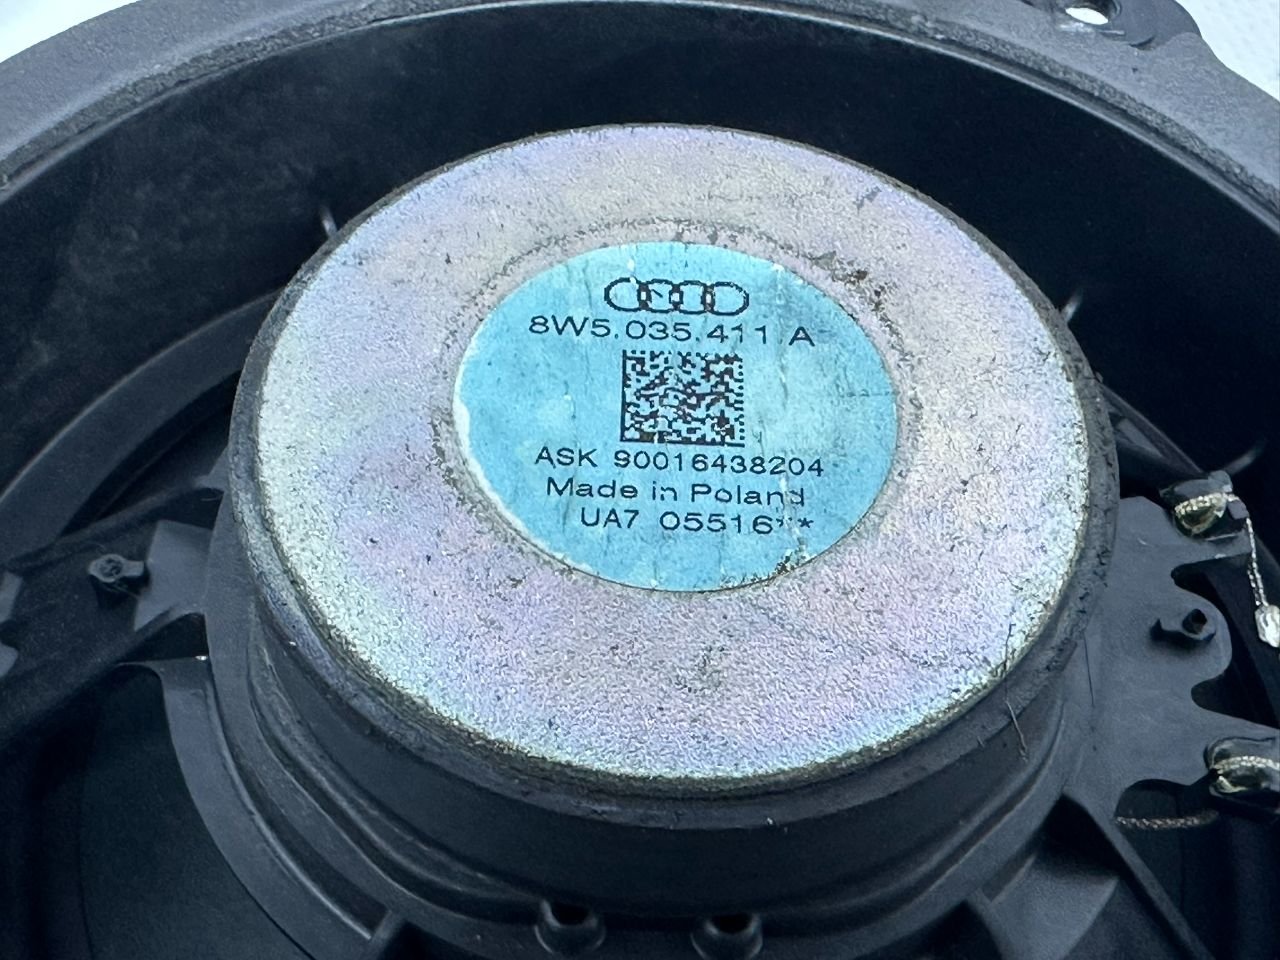 8W5.035.411.A
ASK 90016438204
Made in Poland
UA7 05516**